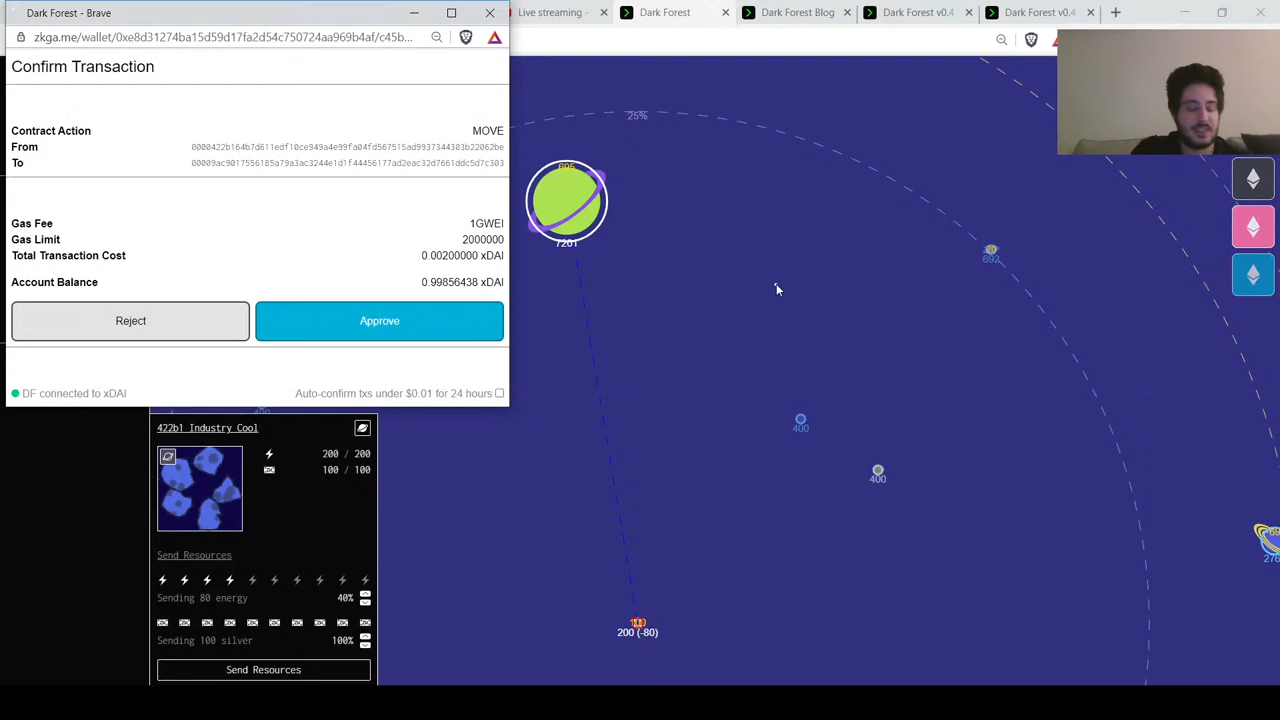 Dark Forest - Brave
Live streaming -
Dark Forest
Dark Forest Blog
Dark Forest v0.4
Dark Forest v0.4
zkga.me/wallet/0xe8d31274ba15d59d17fa2d54c750724aa969b4af/c45b...
Confirm Transaction
Contract Action MOVE
From 0000422b164b7d611edf10ce949a4e99fa04fd567515ad9937344303b22062be
To 00009ac9017556185a79a3ac3244e1d1f44456177ad2eac32d7661ddc5d7c303
Gas Fee 1GWEI
Gas Limit 2000000
Total Transaction Cost 0.00200000 xDAI
Account Balance 0.99856438 xDAI
Reject Approve
DF connected to xDAI Auto-confirm txs under $0.01 for 24 hours
25%
7201
692
400
400
200 (-80)
422b1 Industry Cool
200 / 200
100 / 100
Send Resources
Sending 80 energy 40%
Sending 100 silver 100%
Send Resources